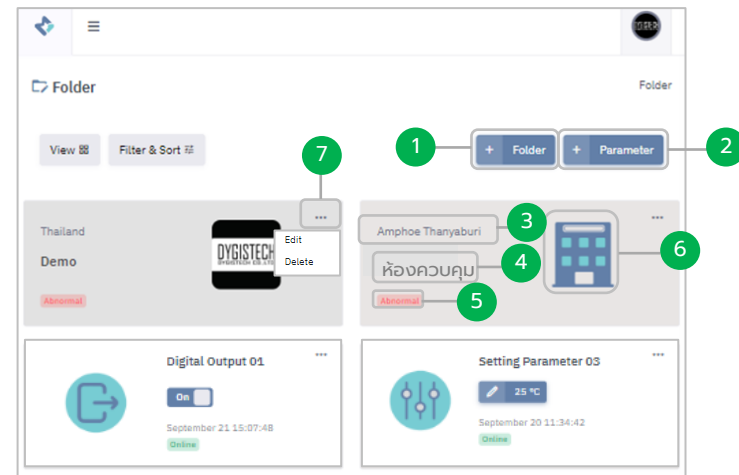 Folder
Folder
View
Filter & Sort
7
1
+ Folder
+ Parameter
2
Thailand
Demo
Abnormal
DYGISTECH
DYGISTECH CO. LTD
...
Edit
Delete
Amphoe Thanyaburi
3
ห้องควบคุม
4
Abnormal
5
...
6
Digital Output 01
...
On
September 21 15:07:48
Online
Setting Parameter 03
...
25 °C
September 20 11:34:42
Online